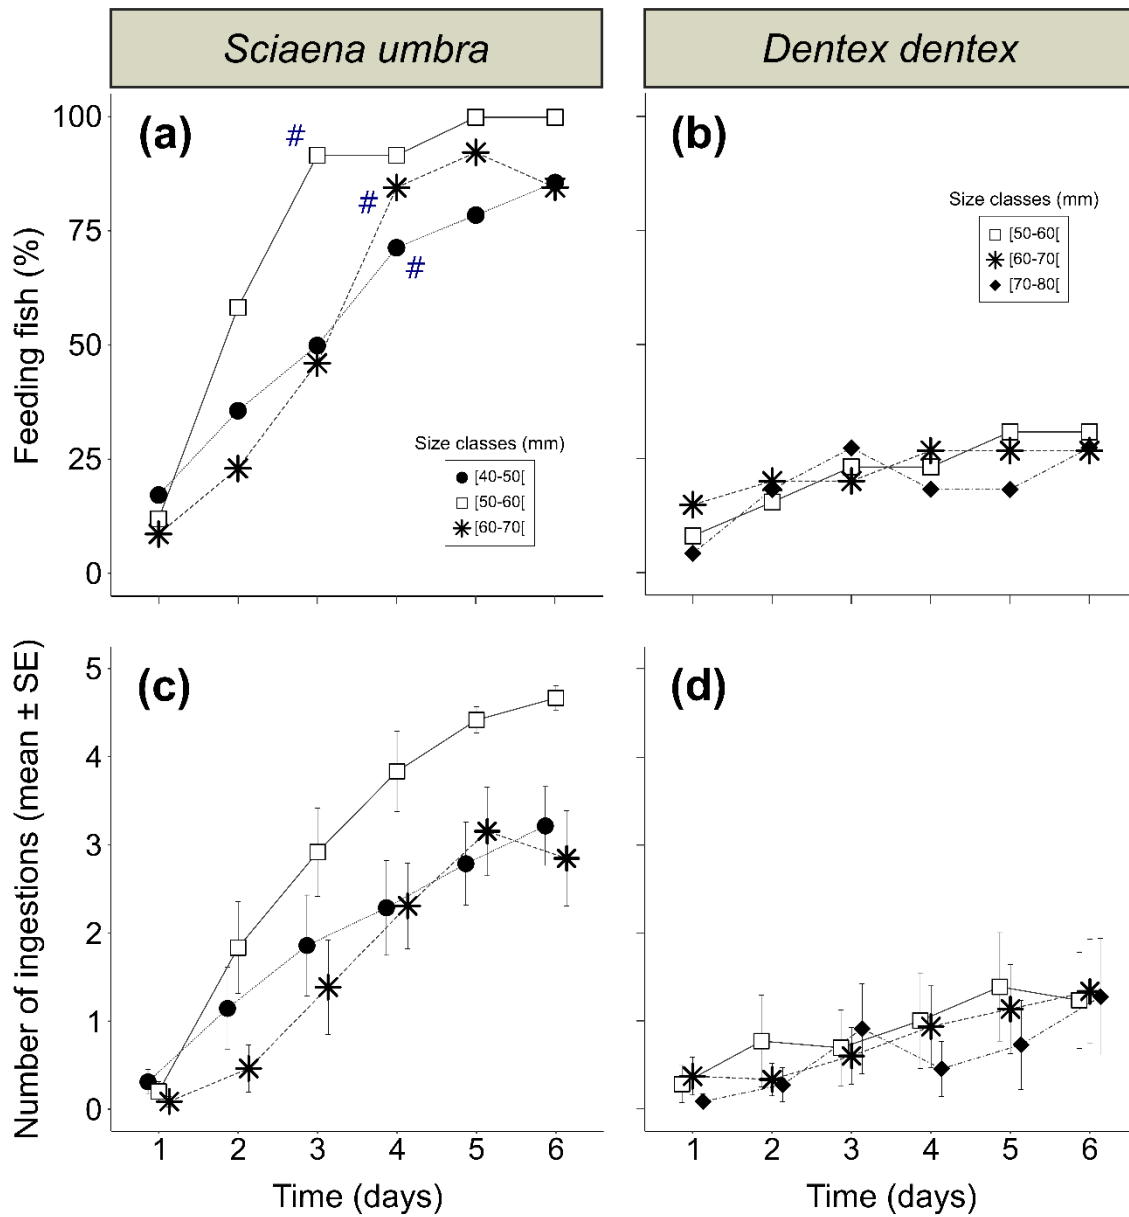 Sciaena umbra
Dentex dentex
(a)
(b)
Feeding fish (%)
100
75
50
25
0
#
#
#
Size classes (mm)
[40-50[
[50-60[
[60-70[
Size classes (mm)
[50-60[
[60-70[
[70-80[
(c)
(d)
Number of ingestions (mean ± SE)
5
4
3
2
1
0
1 2 3 4 5 6
1 2 3 4 5 6
Time (days)
Time (days)